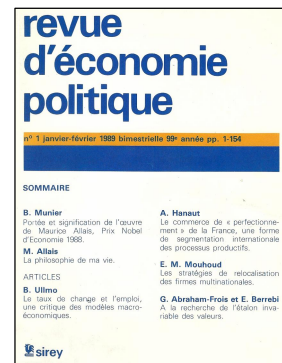 revue
d'économie
politique
n° 1 janvier-février 1989 bimestrielle 99e année pp. 1-154
SOMMAIRE
B. Munier
Portée et signification de l'œuvre
de Maurice Allais, Prix Nobel
d'Economie 1988.
M. Allais
La philosophie de ma vie.
ARTICLES
B. Ullmo
Le taux de change et l'emploi,
une critique des modèles macro-
économiques.
A. Hanaut
Le commerce de « perfectionne-
ment » de la France, une forme
de segmentation internationale
des processus productifs.
E. M. Mouhoud
Les stratégies de relocalisation
des firmes multinationales.
G. Abraham-Frois et E. Berrebi
A la recherche de l'étalon inva-
riable des valeurs.
sirey